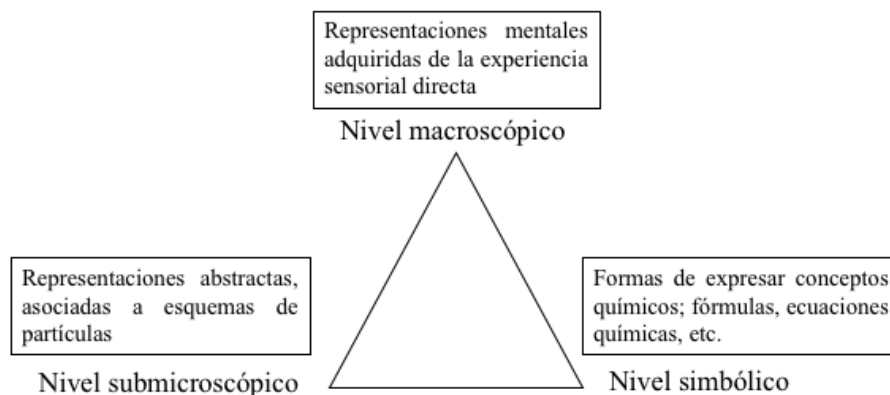 Representaciones mentales
adquiridas de la experiencia
sensorial directa
Nivel macroscópico
Representaciones abstractas,
asociadas a esquemas de
partículas
Nivel submicroscópico
Formas de expresar conceptos
químicos; fórmulas, ecuaciones
químicas, etc.
Nivel simbólico